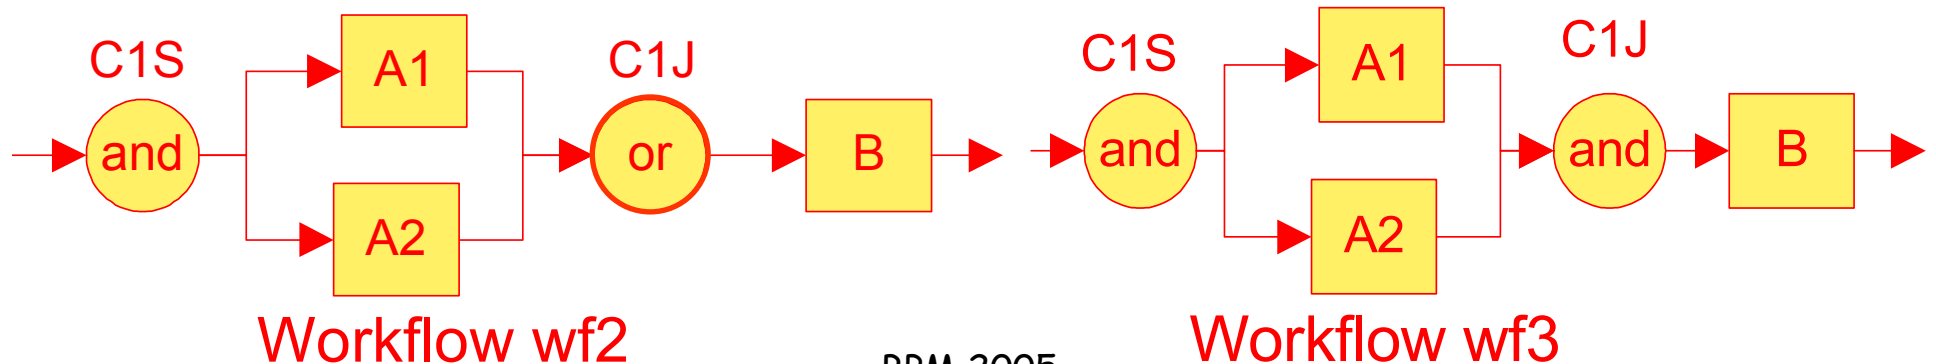 C1S
A1
C1J
and
or
B
A2
Workflow wf2
C1S
A1
C1J
and
and
B
A2
Workflow wf3